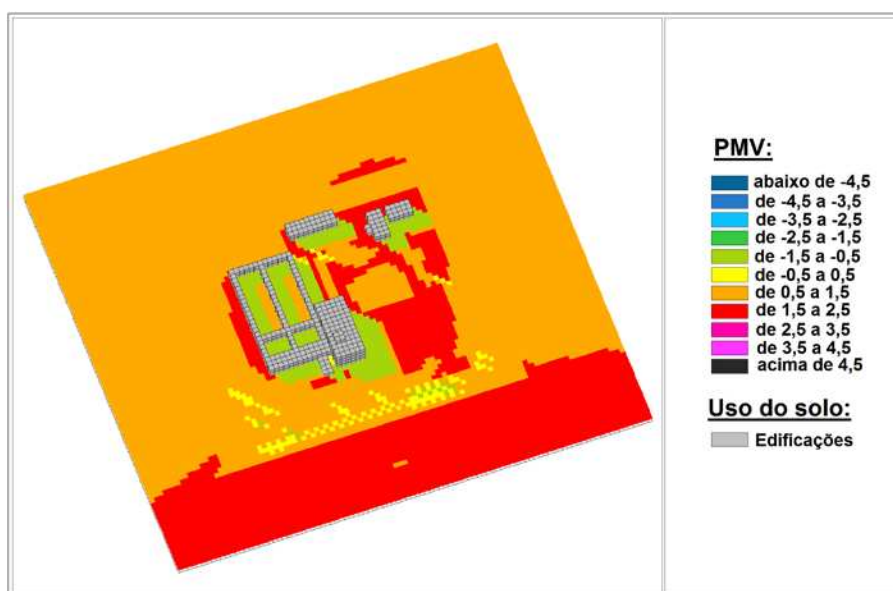 PMV:
abaixo de -4,5
de -4,5 a -3,5
de -3,5 a -2,5
de -2,5 a -1,5
de -1,5 a -0,5
de -0,5 a 0,5
de 0,5 a 1,5
de 1,5 a 2,5
de 2,5 a 3,5
de 3,5 a 4,5
acima de 4,5
Uso do solo:
Edificações